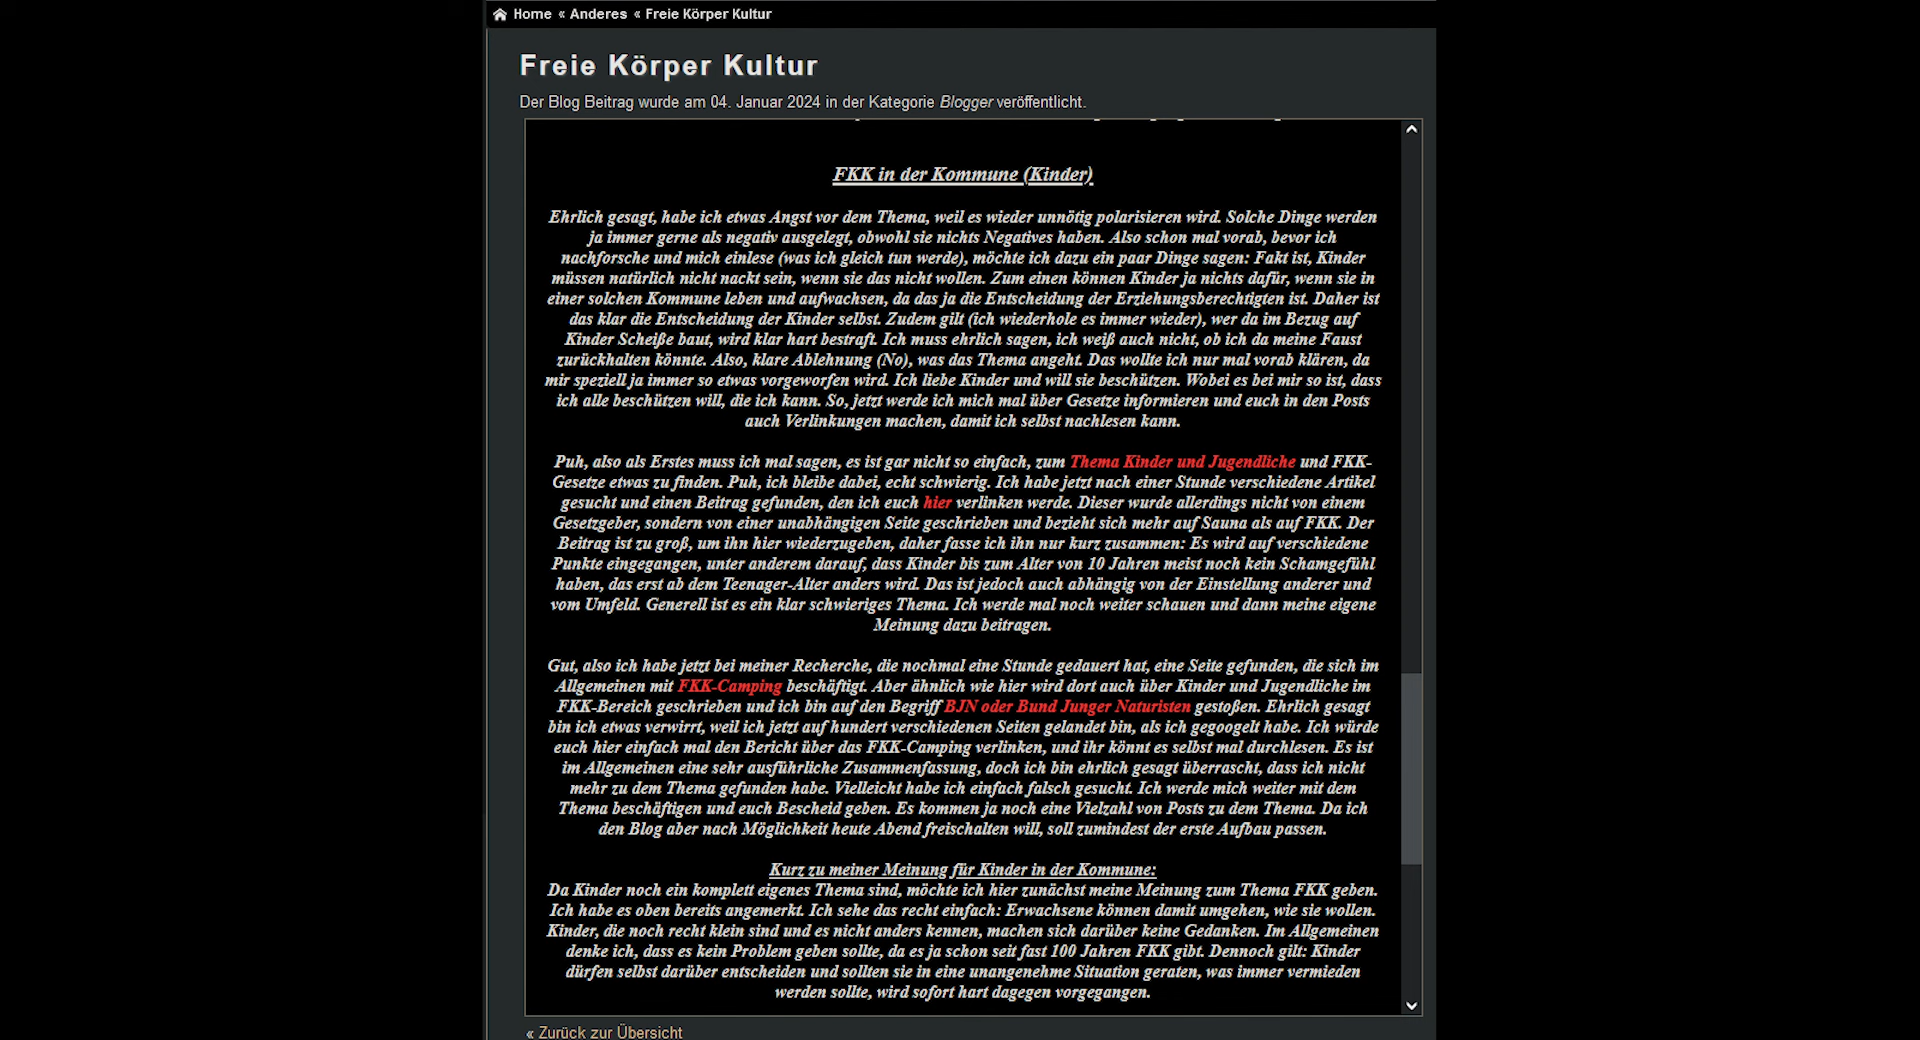 Home « Anderes « Freie Körper Kultur
Freie Körper Kultur
Der Blog Beitrag wurde am 04. Januar 2024 in der Kategorie Blogger veröffentlicht.
FKK in der Kommune (Kinder)
Ehrlich gesagt, habe ich etwas Angst vor dem Thema, weil es wieder unnötig polarisieren wird. Solche Dinge werden
ja immer gerne als negativ ausgelegt, obwohl sie nichts Negatives haben. Also schon mal vorab, bevor ich
nachforsche und mich einlese (was ich gleich tun werde), möchte ich dazu ein paar Dinge sagen: Fakt ist, Kinder
müssen natürlich nicht nackt sein, wenn sie das nicht wollen. Zum einen können Kinder ja nichts dafür, wenn sie in
einer solchen Kommune leben und aufwachsen, da das ja die Entscheidung der Erziehungsberechtigten ist. Daher ist
das klar die Entscheidung der Kinder selbst. Zudem gilt (ich wiederhole es immer wieder), wer da im Bezug auf
Kinder Scheiße baut, wird klar hart bestraft. Ich muss ehrlich sagen, ich weiß auch nicht, ob ich da meine Faust
zurückhalten könnte. Also, klare Ablehnung (No), was das Thema angeht. Das wollte ich nur mal vorab klären, da
mir speziell ja immer so etwas vorgeworfen wird. Ich liebe Kinder und will sie beschützen. Wobei es bei mir so ist, dass
ich alle beschützen will, die ich kann. So, jetzt werde ich mich mal über Gesetze informieren und euch in den Posts
auch Verlinkungen machen, damit ich selbst nachlesen kann.
Puh, also als Erstes muss ich mal sagen, es ist gar nicht so einfach, zum Thema Kinder und Jugendliche und FKK-
Gesetze etwas zu finden. Puh, ich bleibe dabei, echt schwierig. Ich habe jetzt nach einer Stunde verschiedene Artikel
gesucht und einen Beitrag gefunden, den ich euch hier verlinken werde. Dieser wurde allerdings nicht von einem
Gesetzgeber, sondern von einer unabhängigen Seite geschrieben und bezieht sich mehr auf Sauna als auf FKK. Der
Beitrag ist zu groß, um ihn hier wiederzugeben, daher fasse ich ihn nur kurz zusammen: Es wird auf verschiedene
Punkte eingegangen, unter anderem darauf, dass Kinder bis zum Alter von 10 Jahren meist noch kein Schamgefühl
haben, das erst ab dem Teenager-Alter anders wird. Das ist jedoch auch abhängig von der Einstellung anderer und
vom Umfeld. Generell ist es ein klar schwieriges Thema. Ich werde mal noch weiter schauen und dann meine eigene
Meinung dazu beitragen.
Gut, also ich habe jetzt bei meiner Recherche, die nochmal eine Stunde gedauert hat, eine Seite gefunden, die sich im
Allgemeinen mit FKK-Camping beschäftigt. Aber ähnlich wie hier wird dort auch über Kinder und Jugendliche im
FKK-Bereich geschrieben und ich bin auf den Begriff BJN oder Bund Junger Naturisten gestoßen. Ehrlich gesagt
bin ich etwas verwirrt, weil ich jetzt auf hundert verschiedenen Seiten gelandet bin, als ich gegoogelt habe. Ich würde
euch hier einfach mal den Bericht über das FKK-Camping verlinken, und ihr könnt es selbst mal durchlesen. Es ist
im Allgemeinen eine sehr ausführliche Zusammenfassung, doch ich bin ehrlich gesagt überrascht, dass ich nicht
mehr zu dem Thema gefunden habe. Vielleicht habe ich einfach falsch gesucht. Ich werde mich weiter mit dem
Thema beschäftigen und euch Bescheid geben. Es kommen ja noch eine Vielzahl von Posts zu dem Thema. Da ich
den Blog aber nach Möglichkeit heute Abend freischalten will, soll zumindest der erste Aufbau passen.
Kurz zu meiner Meinung für Kinder in der Kommune:
Da Kinder noch ein komplett eigenes Thema sind, möchte ich hier zunächst meine Meinung zum Thema FKK geben.
Ich habe es oben bereits angemerkt. Ich sehe das recht einfach: Erwachsene können damit umgehen, wie sie wollen.
Kinder, die noch recht klein sind und es nicht anders kennen, machen sich darüber keine Gedanken. Im Allgemeinen
denke ich, dass es kein Problem geben sollte, da es ja schon seit fast 100 Jahren FKK gibt. Dennoch gilt: Kinder
dürfen selbst darüber entscheiden und sollten sie in eine unangenehme Situation geraten, was immer vermieden
werden sollte, wird sofort hart dagegen vorgegangen.
« Zurück zur Übersicht